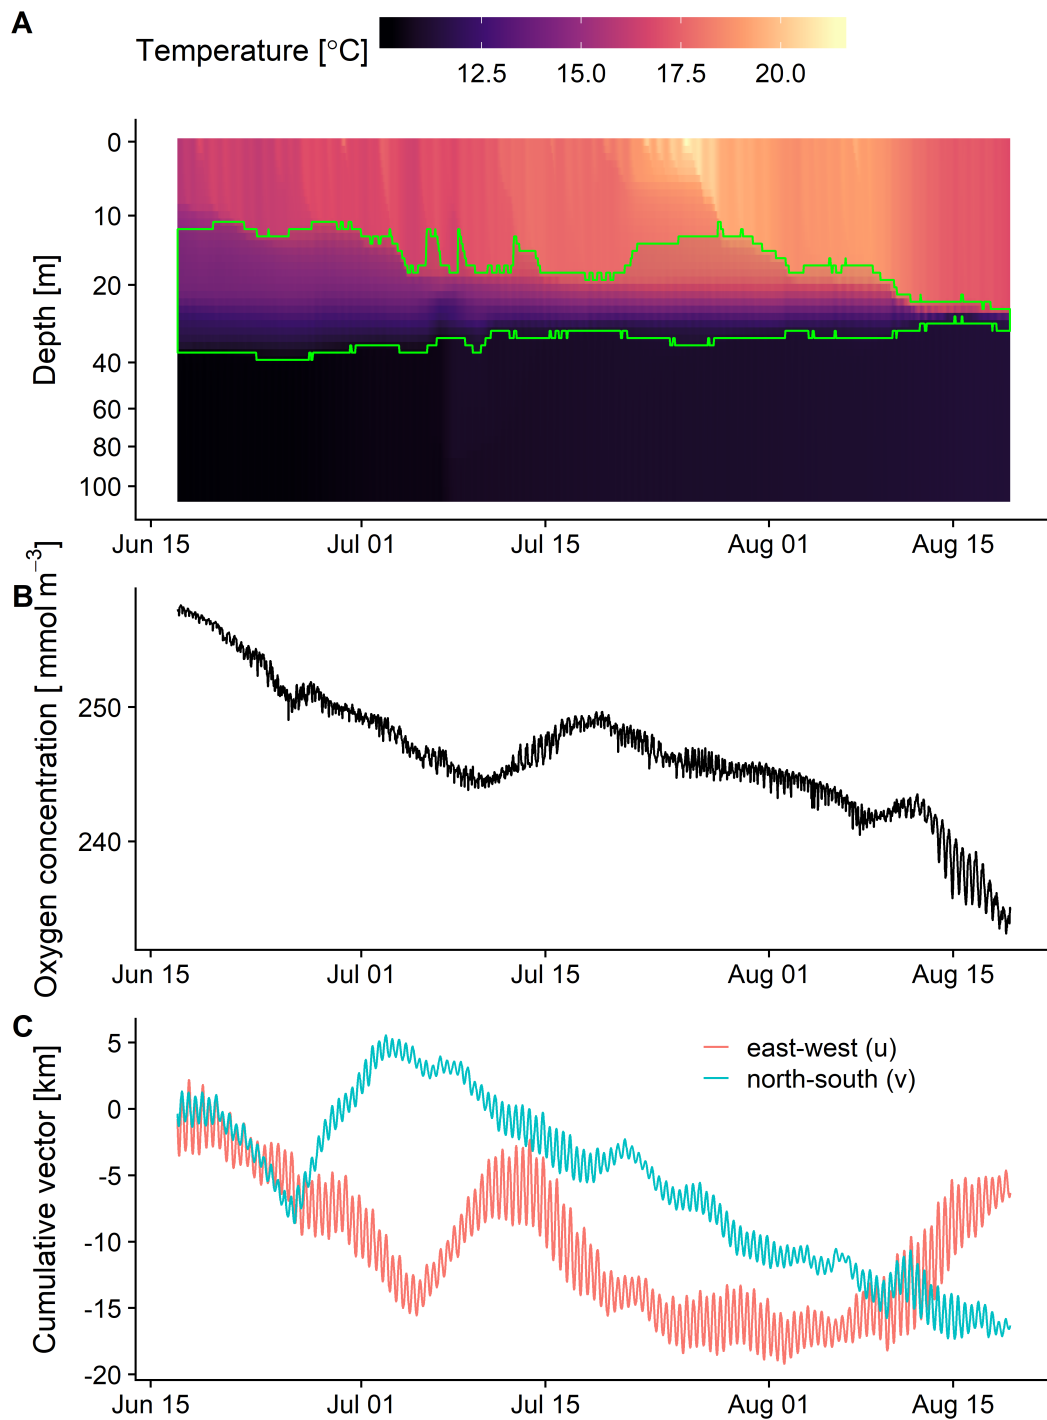 A
Temperature [°C]
12.5 15.0 17.5 20.0
Depth [m]
0
10
20
40
60
80
100
Jun 15 Jul 01 Jul 15 Aug 01 Aug 15
B
Oxygen concentration [ mmol m⁻³]
250
240
Jun 15 Jul 01 Jul 15 Aug 01 Aug 15
C
Cumulative vector [km]
5
0
-5
-10
-15
-20
east-west (u)
north-south (v)
Jun 15 Jul 01 Jul 15 Aug 01 Aug 15